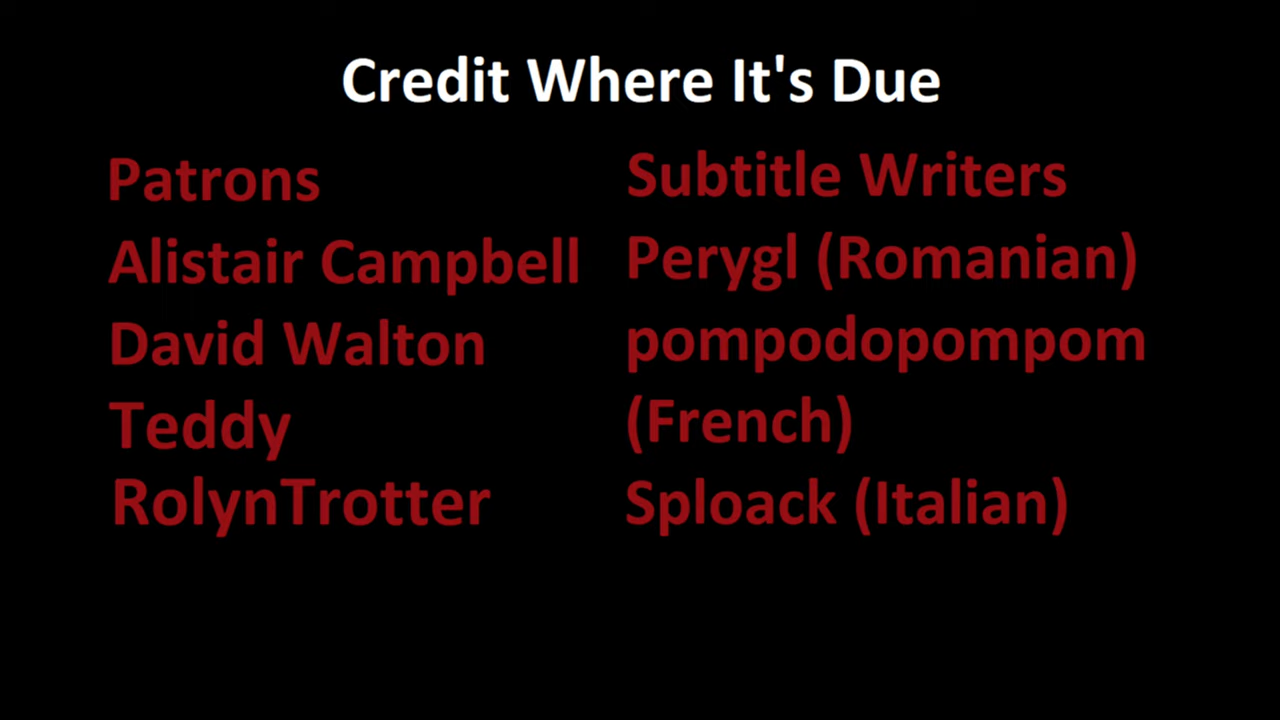 Credit Where It's Due
Patrons
Alistair Campbell
David Walton
Teddy
RolynTrotter
Subtitle Writers
Perygl (Romanian)
pompodopompom
(French)
Sploack (Italian)